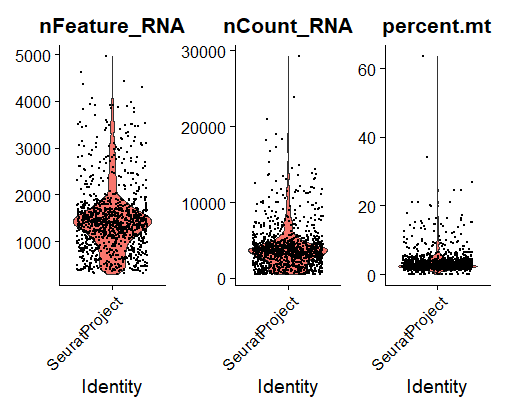 nFeature_RNA
5000
4000
3000
2000
1000
SeuratProject
Identity
nCount_RNA
30000
20000
10000
0
SeuratProject
Identity
percent.mt
60
40
20
0
SeuratProject
Identity